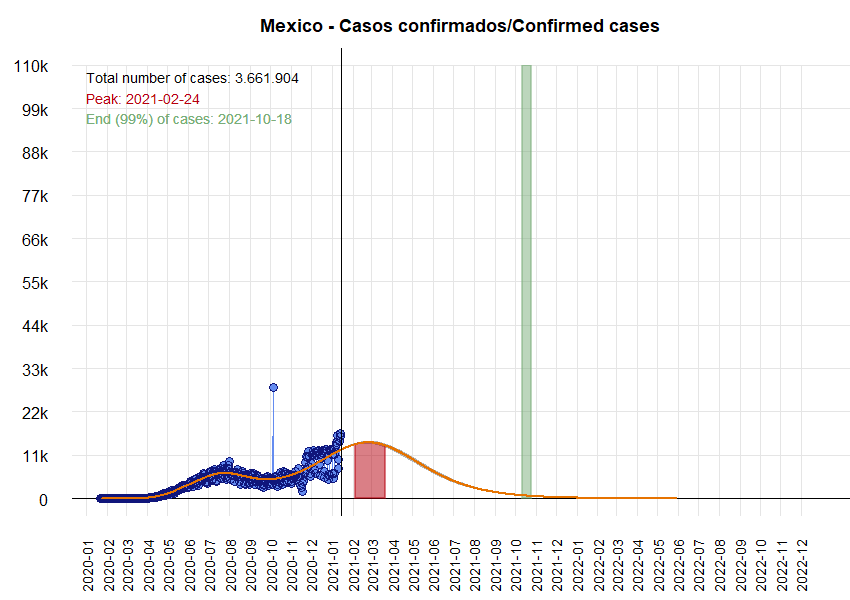 Mexico - Casos confirmados/Confirmed cases
110k
99k
88k
77k
66k
55k
44k
33k
22k
11k
0
Total number of cases: 3.661.904
Peak: 2021-02-24
End (99%) of cases: 2021-10-18
2020-01
2020-02
2020-03
2020-04
2020-05
2020-06
2020-07
2020-08
2020-09
2020-10
2020-11
2020-12
2021-01
2021-02
2021-03
2021-04
2021-05
2021-06
2021-07
2021-08
2021-09
2021-10
2021-11
2021-12
2022-01
2022-02
2022-03
2022-04
2022-05
2022-06
2022-07
2022-08
2022-09
2022-10
2022-11
2022-12